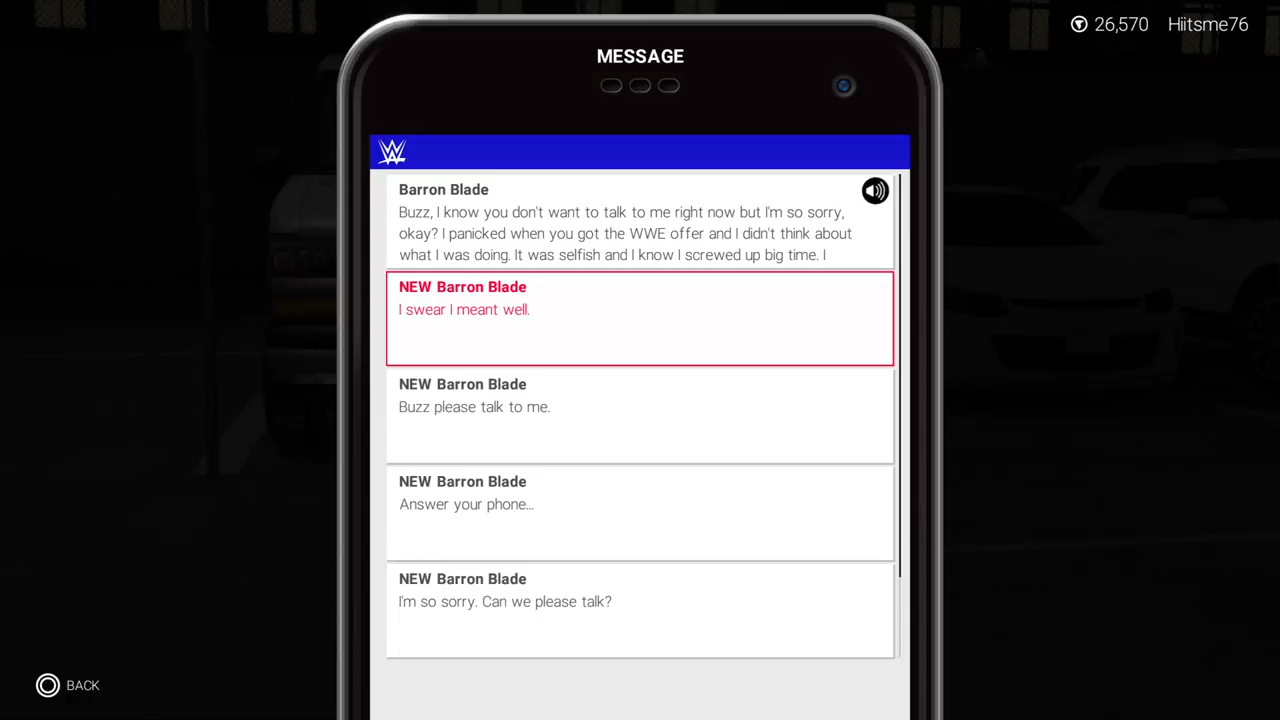 26,570 Hiitsme76
MESSAGE
Barron Blade
Buzz, I know you don't want to talk to me right now but I'm so sorry,
okay? I panicked when you got the WWE offer and I didn't think about
what I was doing. It was selfish and I know I screwed up big time. I
NEW Barron Blade
I swear I meant well.
NEW Barron Blade
Buzz please talk to me.
NEW Barron Blade
Answer your phone...
NEW Barron Blade
I'm so sorry. Can we please talk?
BACK